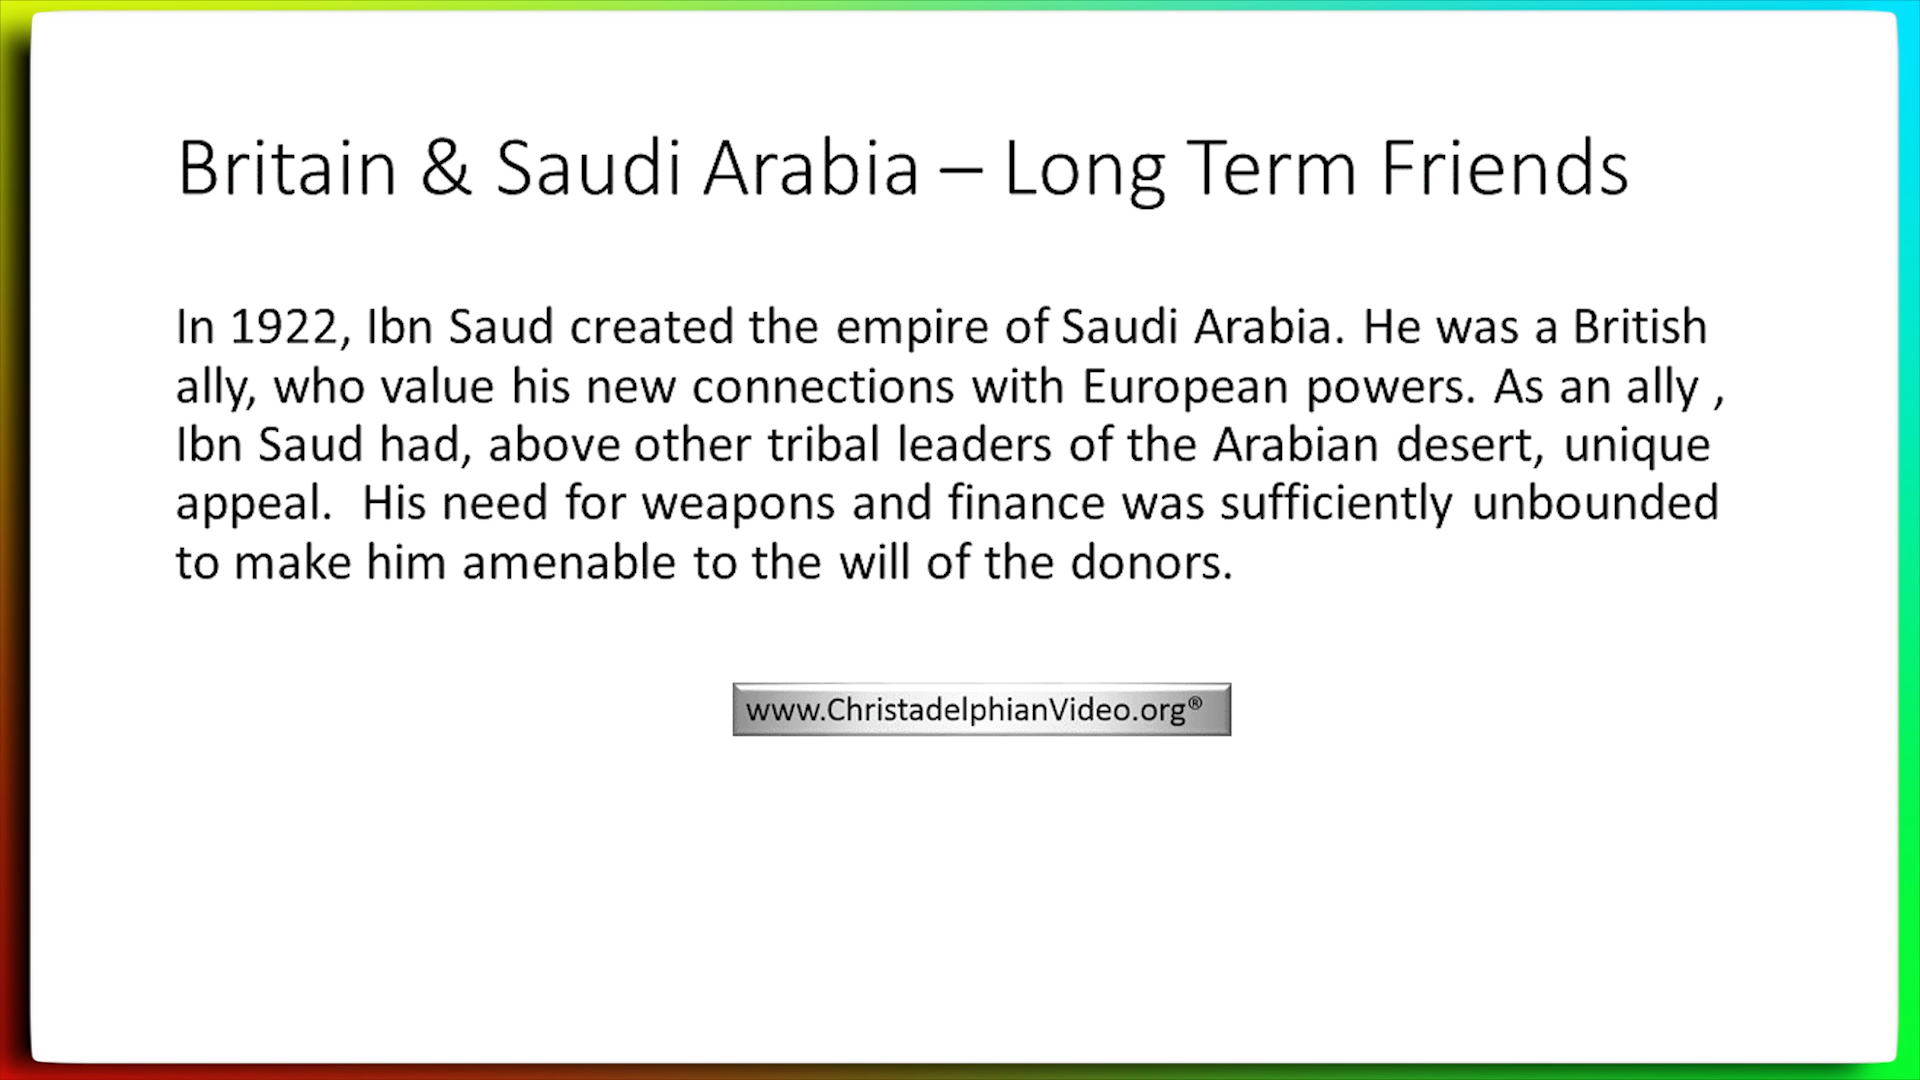 Britain & Saudi Arabia – Long Term Friends
In 1922, Ibn Saud created the empire of Saudi Arabia. He was a British
ally, who value his new connections with European powers. As an ally ,
Ibn Saud had, above other tribal leaders of the Arabian desert, unique
appeal.  His need for weapons and finance was sufficiently unbounded
to make him amenable to the will of the donors.
www.ChristadelphianVideo.org®